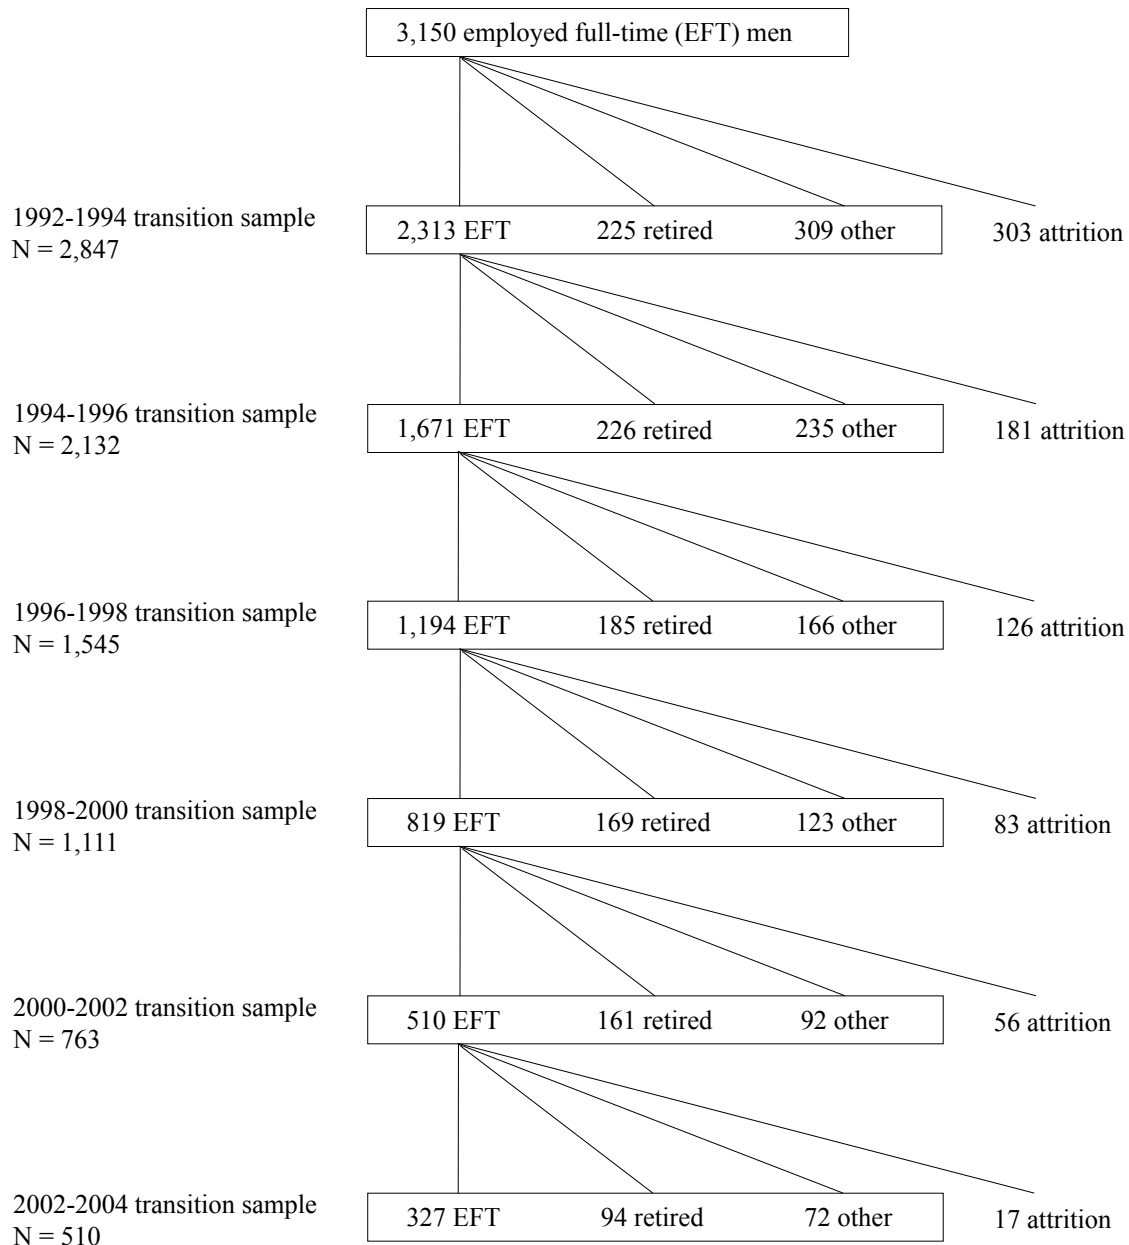 3,150 employed full-time (EFT) men
1992-1994 transition sample
N = 2,847
2,313 EFT 225 retired 309 other 303 attrition
1994-1996 transition sample
N = 2,132
1,671 EFT 226 retired 235 other 181 attrition
1996-1998 transition sample
N = 1,545
1,194 EFT 185 retired 166 other 126 attrition
1998-2000 transition sample
N = 1,111
819 EFT 169 retired 123 other 83 attrition
2000-2002 transition sample
N = 763
510 EFT 161 retired 92 other 56 attrition
2002-2004 transition sample
N = 510
327 EFT 94 retired 72 other 17 attrition